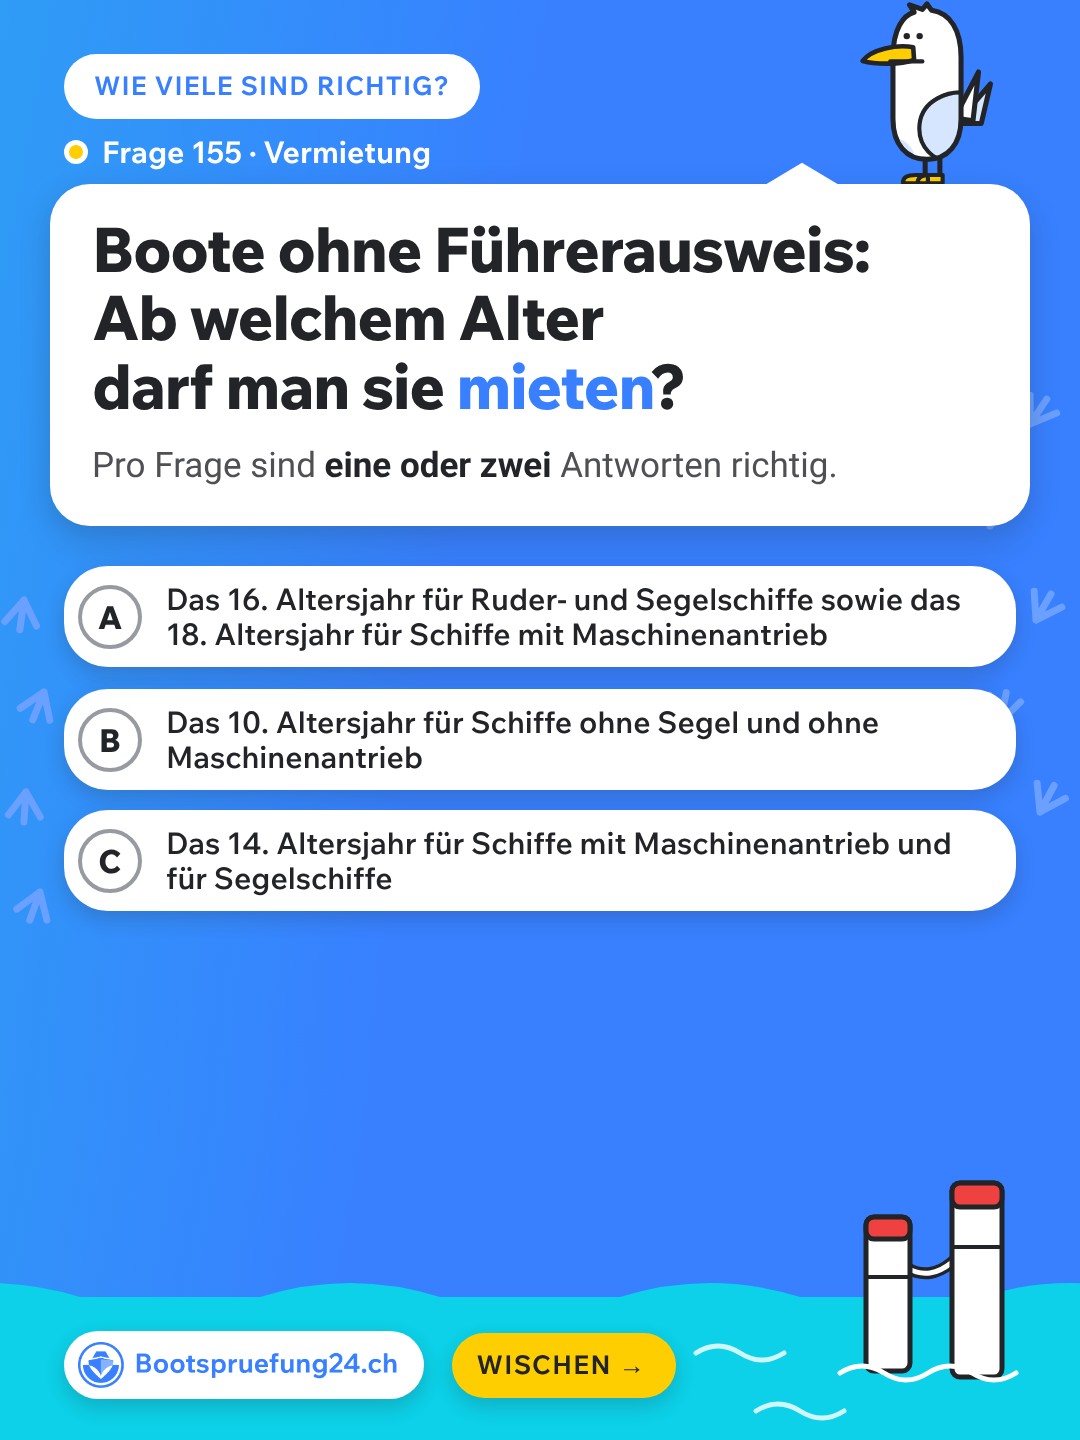 WIE VIELE SIND RICHTIG?
Frage 155 · Vermietung
Boote ohne Führerausweis:
Ab welchem Alter
darf man sie mieten?
Pro Frage sind eine oder zwei Antworten richtig.
A
Das 16. Altersjahr für Ruder- und Segelschiffe sowie das
18. Altersjahr für Schiffe mit Maschinenantrieb
B
Das 10. Altersjahr für Schiffe ohne Segel und ohne
Maschinenantrieb
C
Das 14. Altersjahr für Schiffe mit Maschinenantrieb und
für Segelschiffe
Bootspruefung24.ch
WISCHEN →